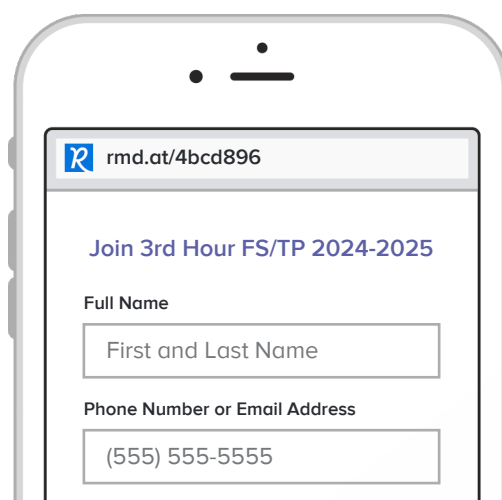 rmd.at/4bcd896
Join 3rd Hour FS/TP 2024-2025
Full Name
First and Last Name
Phone Number or Email Address
(555) 555-5555